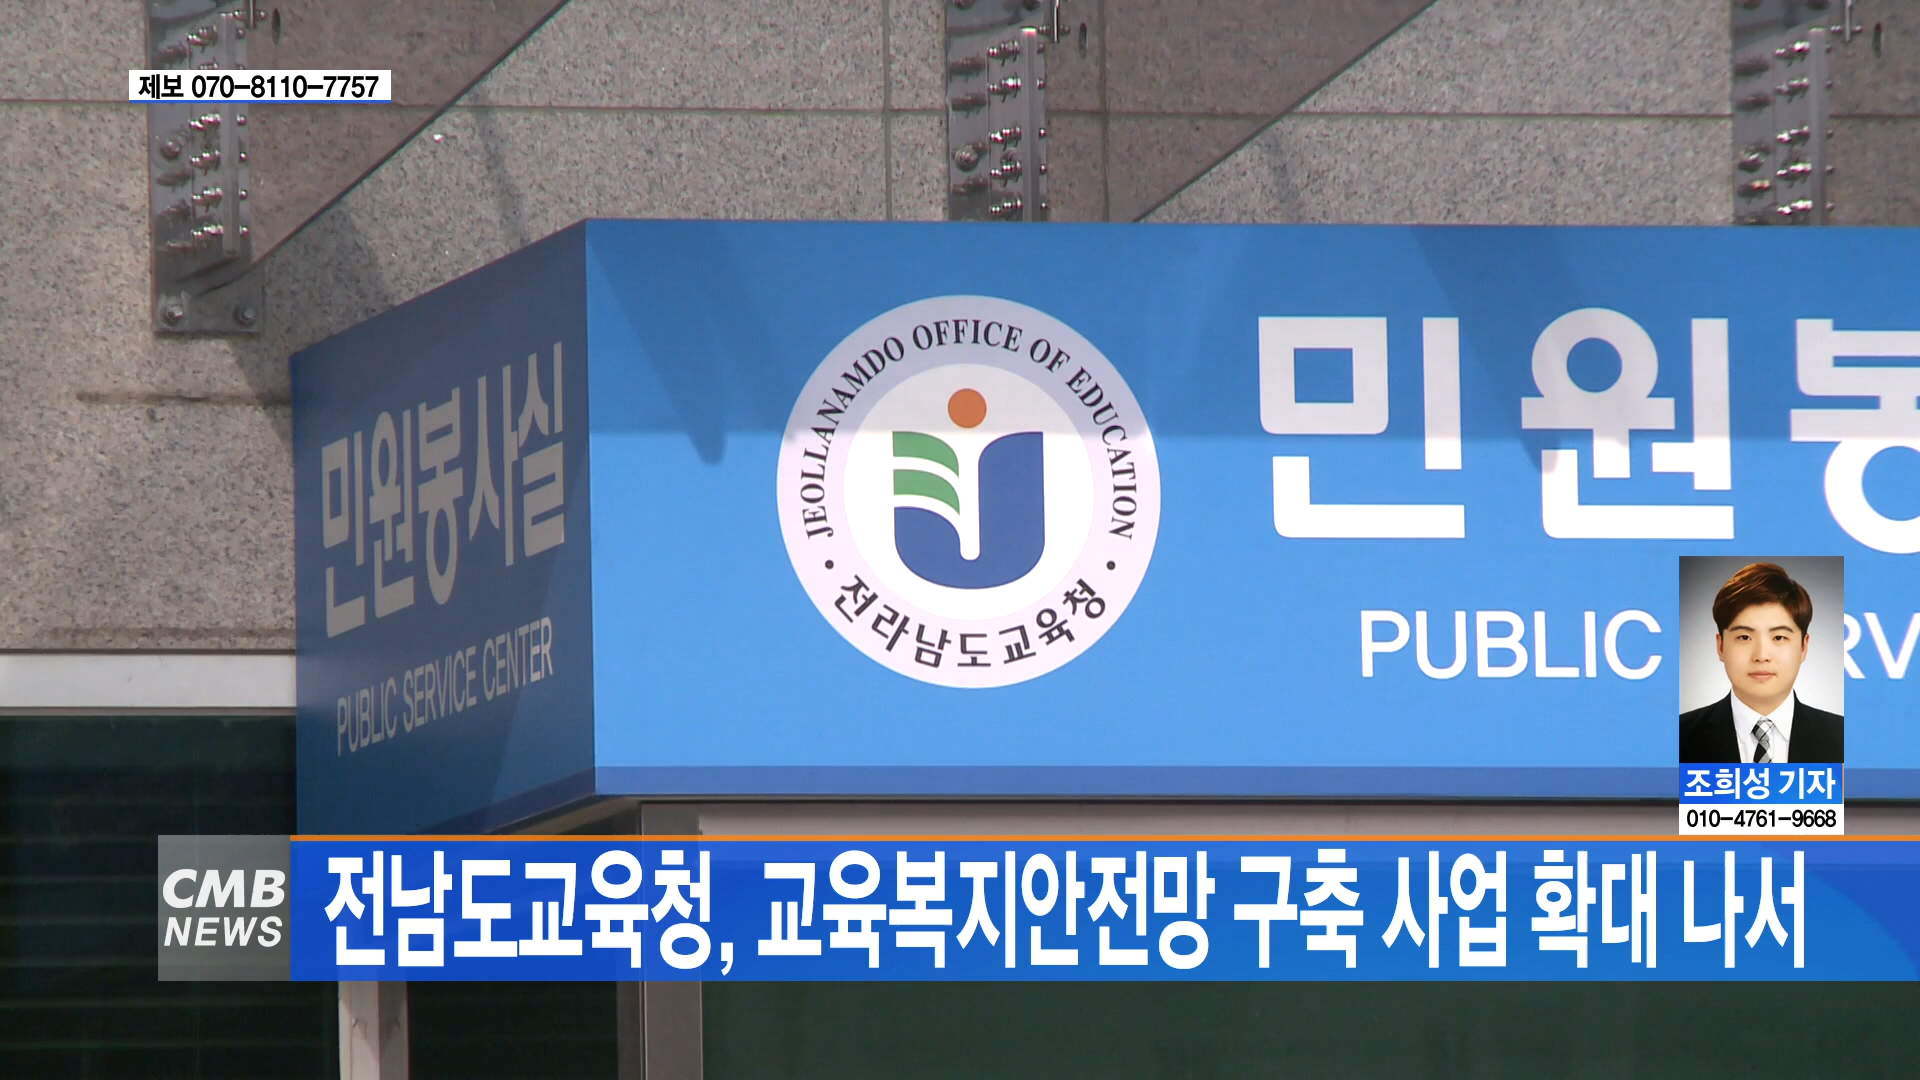 제보 070-8110-7757
민원봉사실
PUBLIC SERVICE CENTER
JEOLLANAMDO OFFICE OF EDUCATION
전라남도교육청
민원
PUBLIC
조희성 기자
010-4761-9668
CMB
NEWS
전남도교육청, 교육복지안전망 구축 사업 확대 나서